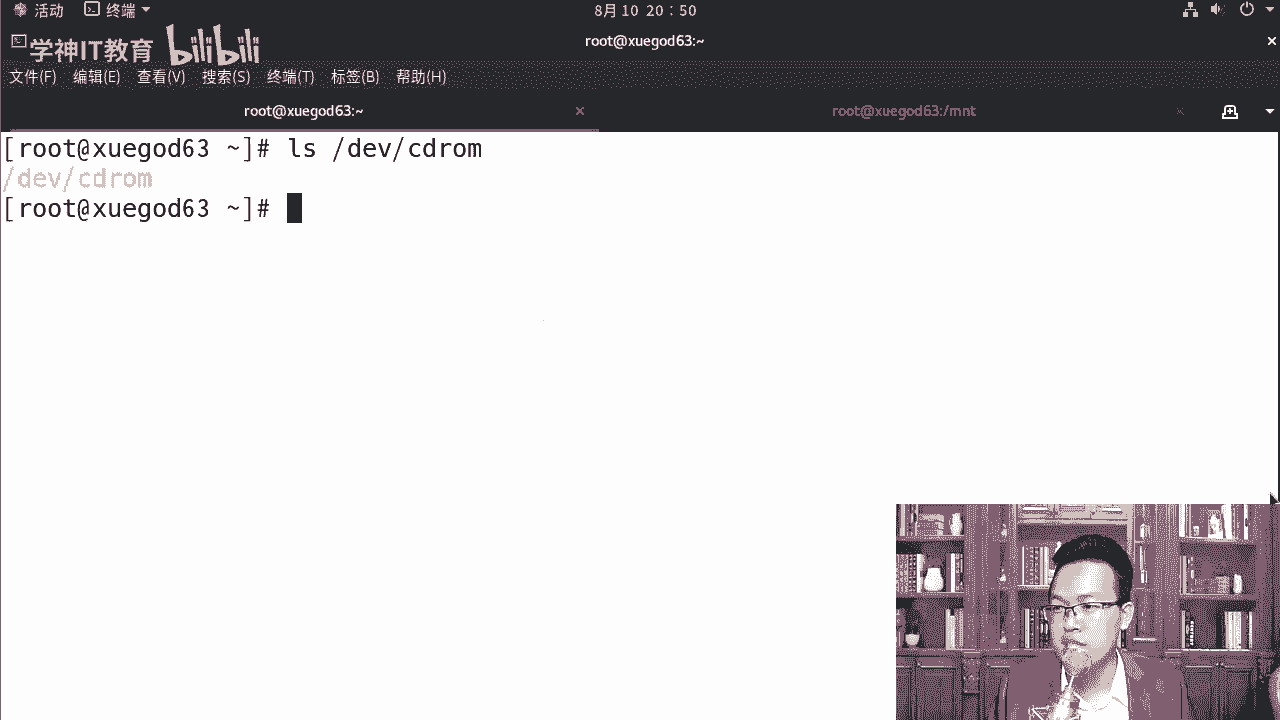 活动 终端 8月 10 20：50
学神IT教育 bilibili root@xuegod63:~
文件(F) 编辑(E) 查看(V) 搜索(S) 终端(T) 标签(B) 帮助(H)
root@xuegod63:~ root@xuegod63:/mnt
[root@xuegod63 ~]# ls /dev/cdrom
/dev/cdrom
[root@xuegod63 ~]#